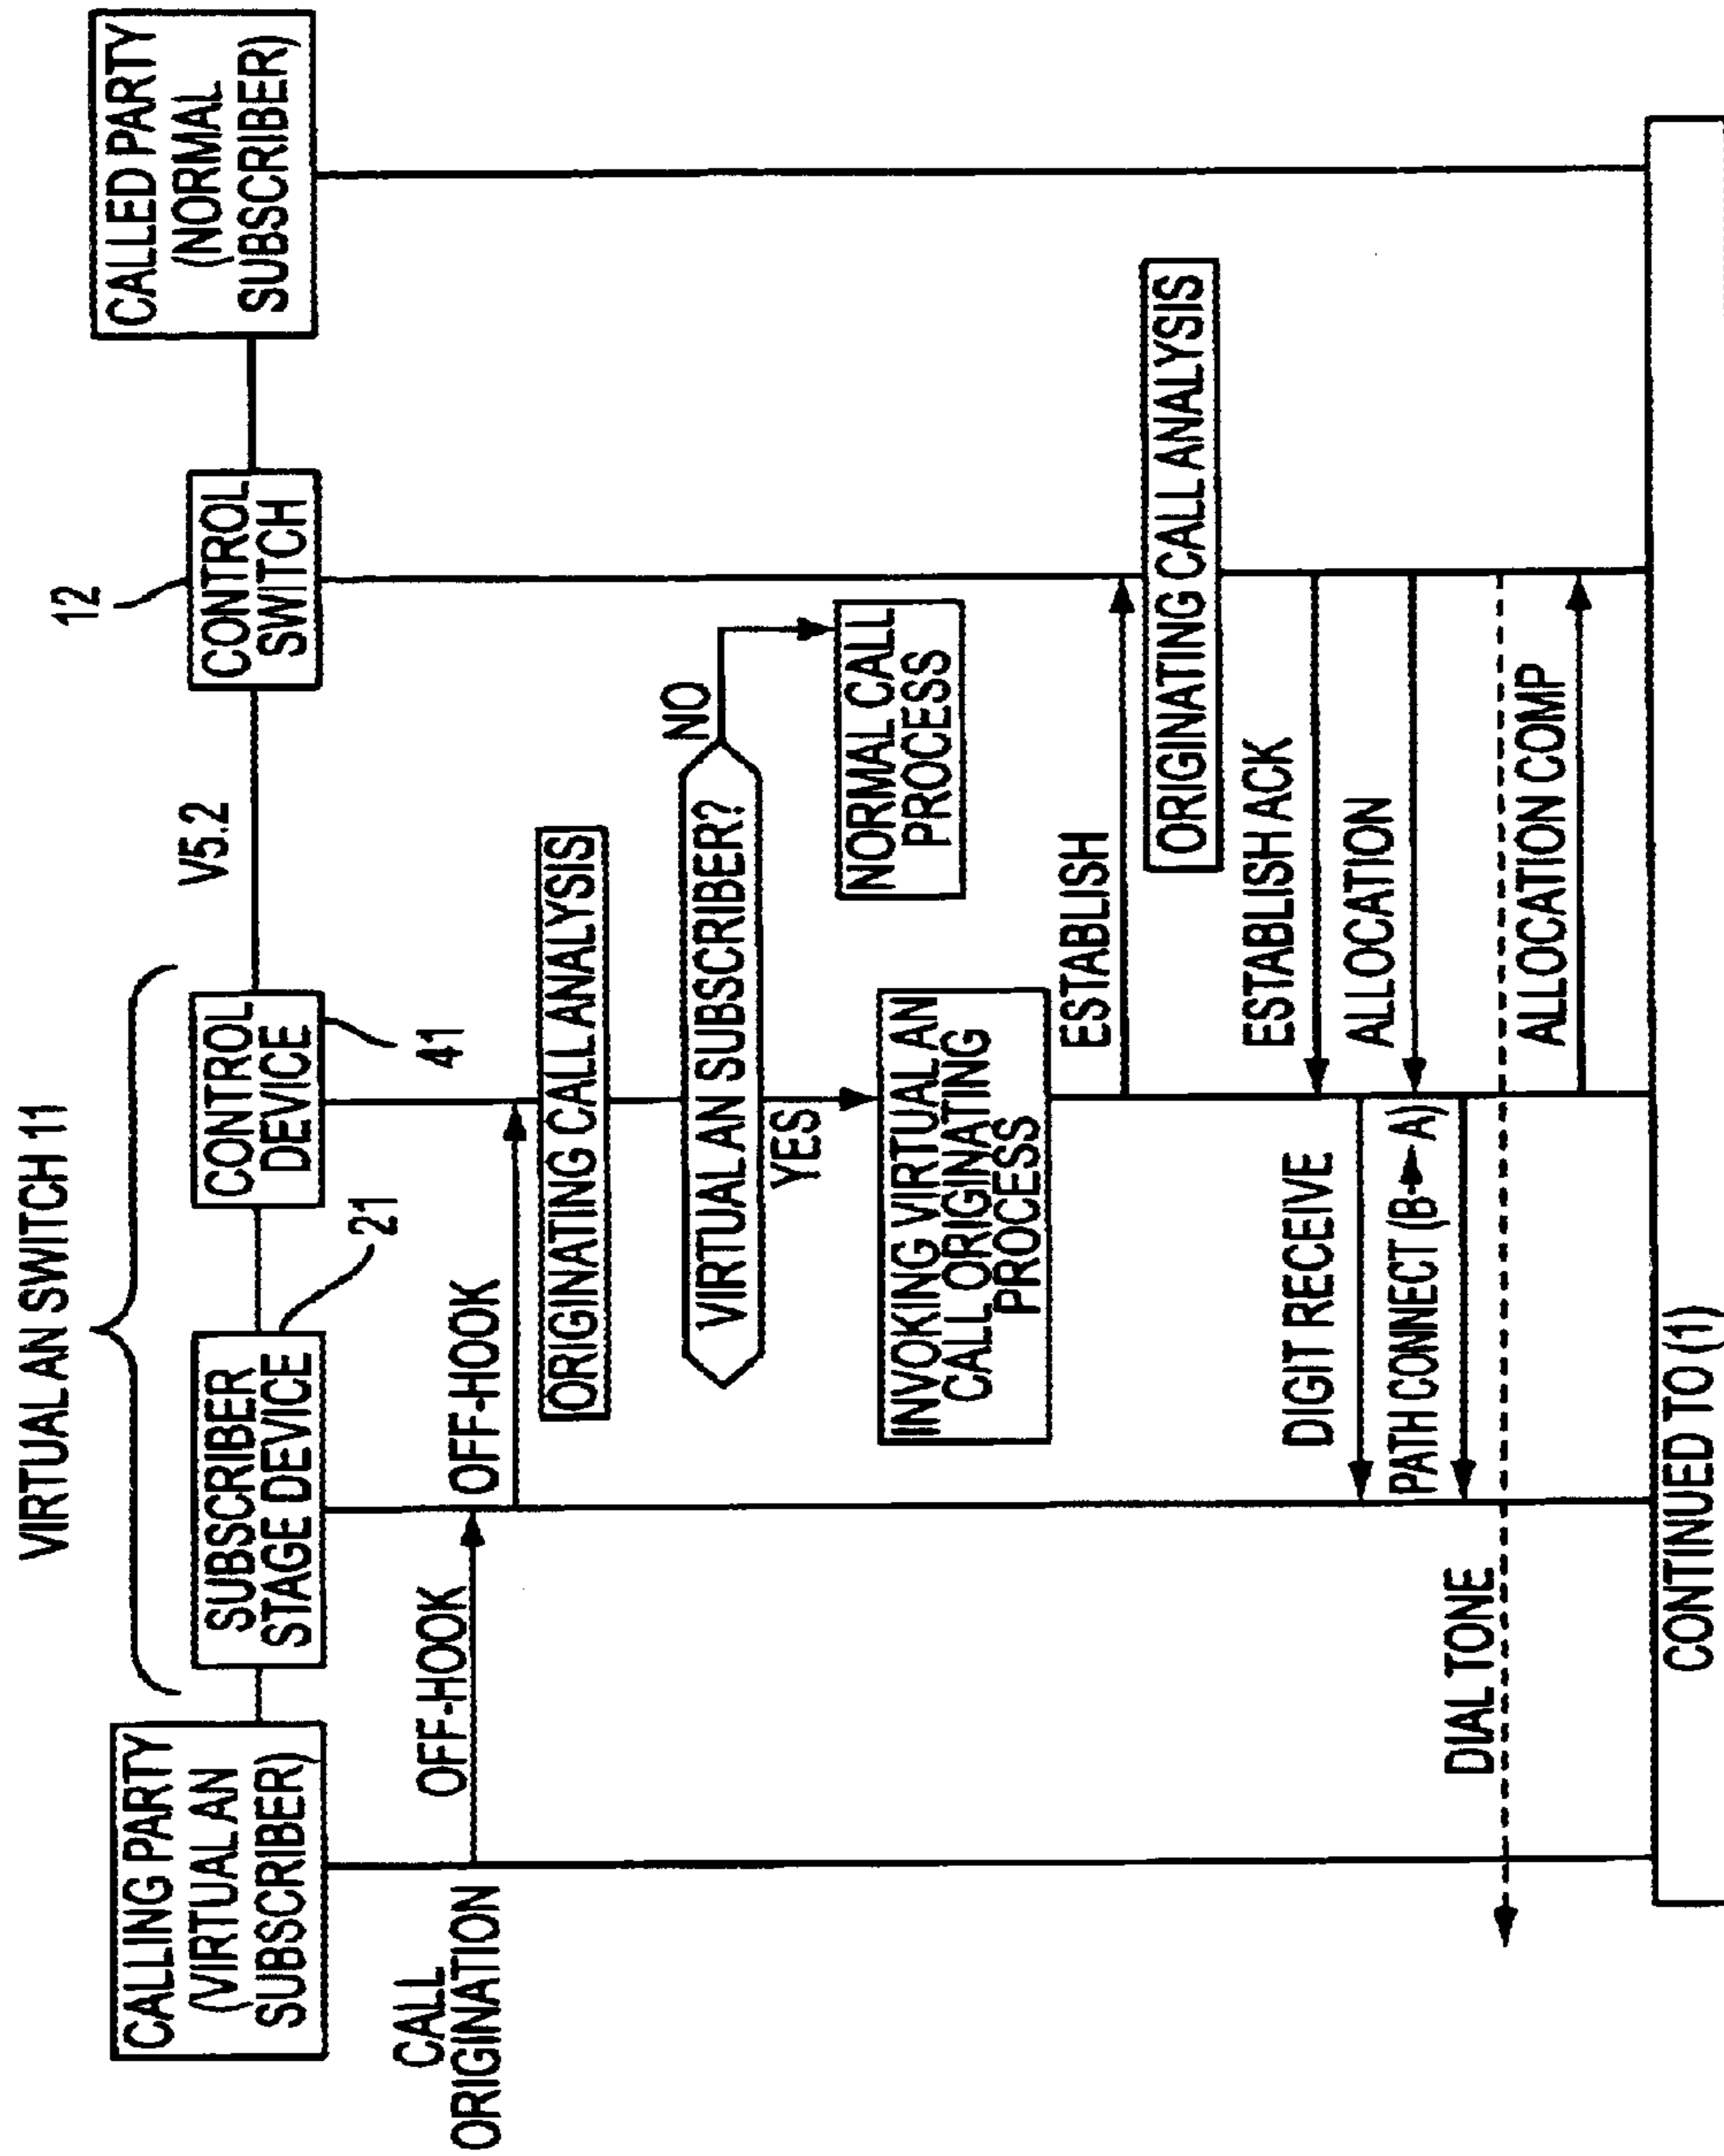 VIRTUAL AN SWITCH 11
CALLING PARTY
(VIRTUAL AN
SUBSCRIBER)
SUBSCRIBER
STAGE DEVICE
21
CONTROL
DEVICE
41
V5.2
CONTROL
SWITCH
12
CALLED PARTY
(NORMAL
SUBSCRIBER)
CALL
ORIGINATION
OFF-HOOK
OFF-HOOK
ORIGINATING CALL ANALYSIS
VIRTUAL AN SUBSCRIBER?
NO
YES
NORMAL CALL
PROCESS
INVOKING VIRTUAL AN
CALL ORIGINATING
PROCESS
ESTABLISH
ORIGINATING CALL ANALYSIS
ESTABLISH ACK
DIGIT RECEIVE
ALLOCATION
PATH CONNECT (B→A)
DIAL TONE
ALLOCATION COMP
CONTINUED TO (1)